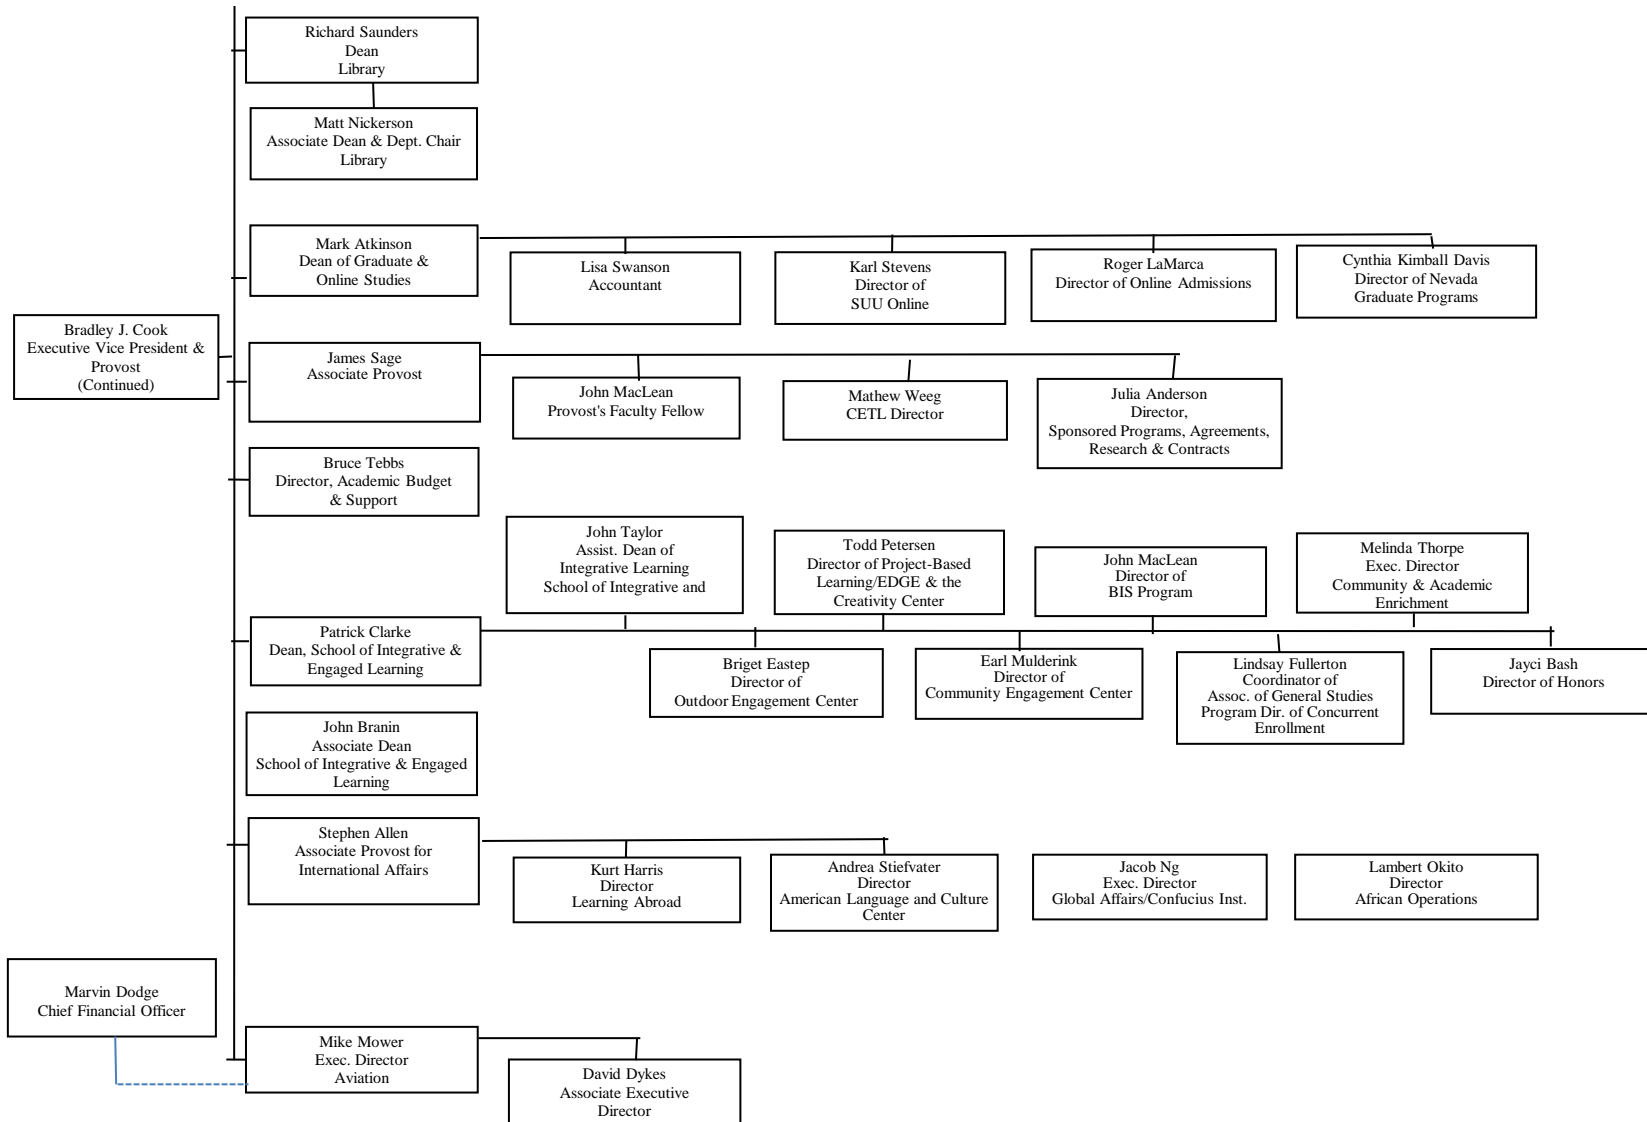 Richard Saunders
Dean
Library
Matt Nickerson
Associate Dean & Dept. Chair
Library
Mark Atkinson
Dean of Graduate &
Online Studies
Lisa Swanson
Accountant
Karl Stevens
Director of
SUU Online
Roger LaMarca
Director of Online Admissions
Cynthia Kimball Davis
Director of Nevada
Graduate Programs
Bradley J. Cook
Executive Vice President &
Provost
(Continued)
James Sage
Associate Provost
John MacLean
Provost's Faculty Fellow
Mathew Weeg
CETL Director
Julia Anderson
Director,
Sponsored Programs, Agreements,
Research & Contracts
Bruce Tebbs
Director, Academic Budget
& Support
John Taylor
Assist. Dean of
Integrative Learning
School of Integrative and
Todd Petersen
Director of Project-Based
Learning/EDGE & the
Creativity Center
John MacLean
Director of
BIS Program
Melinda Thorpe
Exec. Director
Community & Academic
Enrichment
Patrick Clarke
Dean, School of Integrative &
Engaged Learning
Briget Eastep
Director of
Outdoor Engagement Center
Earl Mulderink
Director of
Community Engagement Center
Lindsay Fullerton
Coordinator of
Assoc. of General Studies
Program Dir. of Concurrent
Enrollment
Jayci Bash
Director of Honors
John Branin
Associate Dean
School of Integrative & Engaged
Learning
Stephen Allen
Associate Provost for
International Affairs
Kurt Harris
Director
Learning Abroad
Andrea Stiefvater
Director
American Language and Culture
Center
Jacob Ng
Exec. Director
Global Affairs/Confucius Inst.
Lambert Okito
Director
African Operations
Marvin Dodge
Chief Financial Officer
Mike Mower
Exec. Director
Aviation
David Dykes
Associate Executive
Director